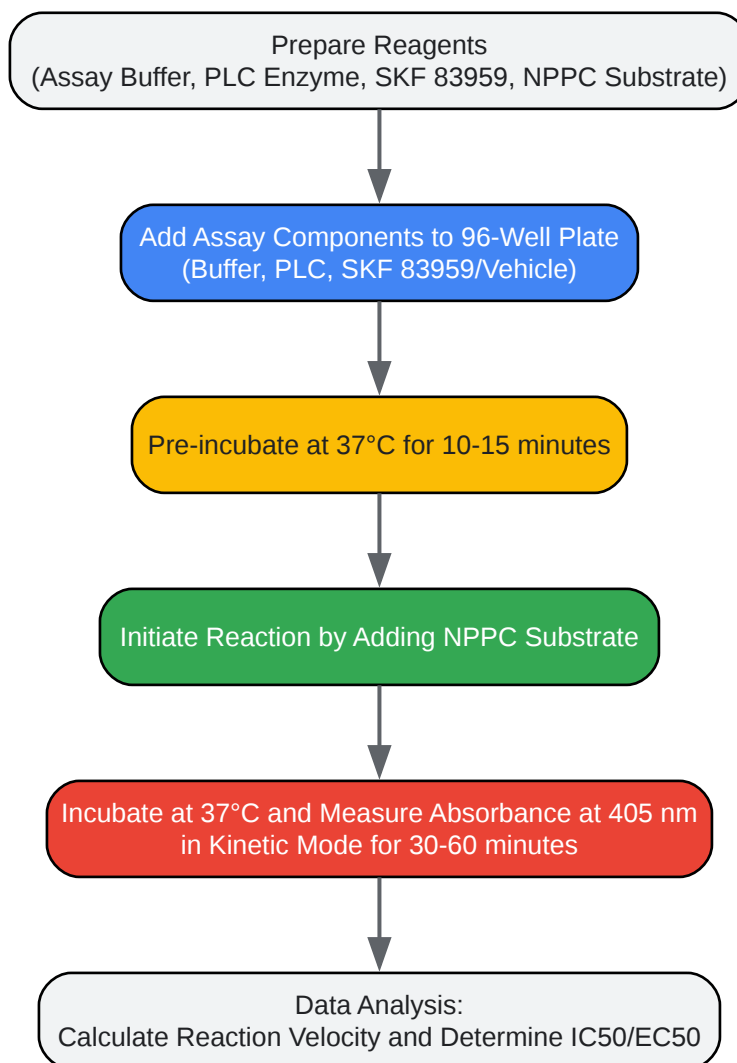 Prepare Reagents
(Assay Buffer, PLC Enzyme, SKF 83959, NPPC Substrate)
Add Assay Components to 96-Well Plate
(Buffer, PLC, SKF 83959/Vehicle)
Pre-incubate at 37°C for 10-15 minutes
Initiate Reaction by Adding NPPC Substrate
Incubate at 37°C and Measure Absorbance at 405 nm
in Kinetic Mode for 30-60 minutes
Data Analysis:
Calculate Reaction Velocity and Determine IC50/EC50